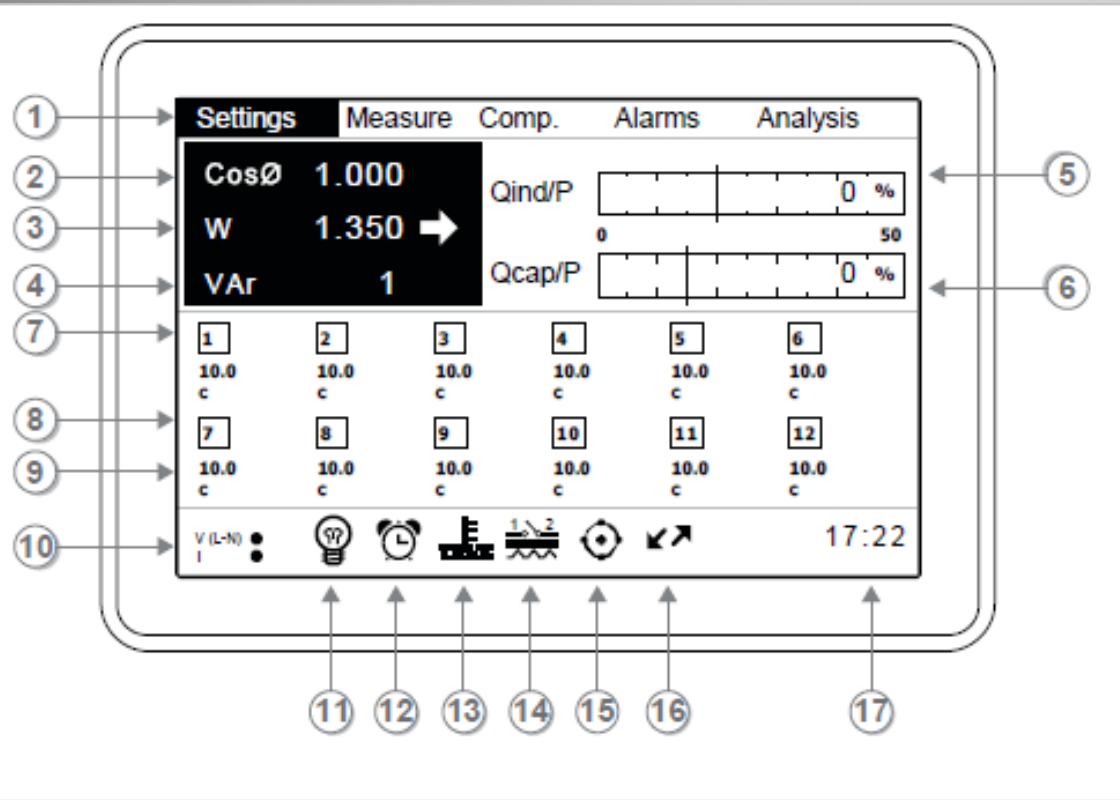 Settings Measure Comp. Alarms Analysis
1
2
CosØ 1.000
Qind/P
0 %
5
3
W 1.350
0 50
4
VAr 1
Qcap/P
0 %
6
7
1 2 3 4 5 6
10.0 10.0 10.0 10.0 10.0 10.0
c c c c c c
8
7 8 9 10 11 12
9
10.0 10.0 10.0 10.0 10.0 10.0
c c c c c c
10
V (L-N)
I
1 2
17:22
11 12 13 14 15 16 17